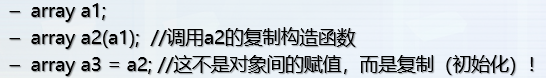 – array a1;
– array a2(a1);  //调用a2的复制构造函数
– array a3 = a2; //这不是对象间的赋值，而是复制（初始化）！